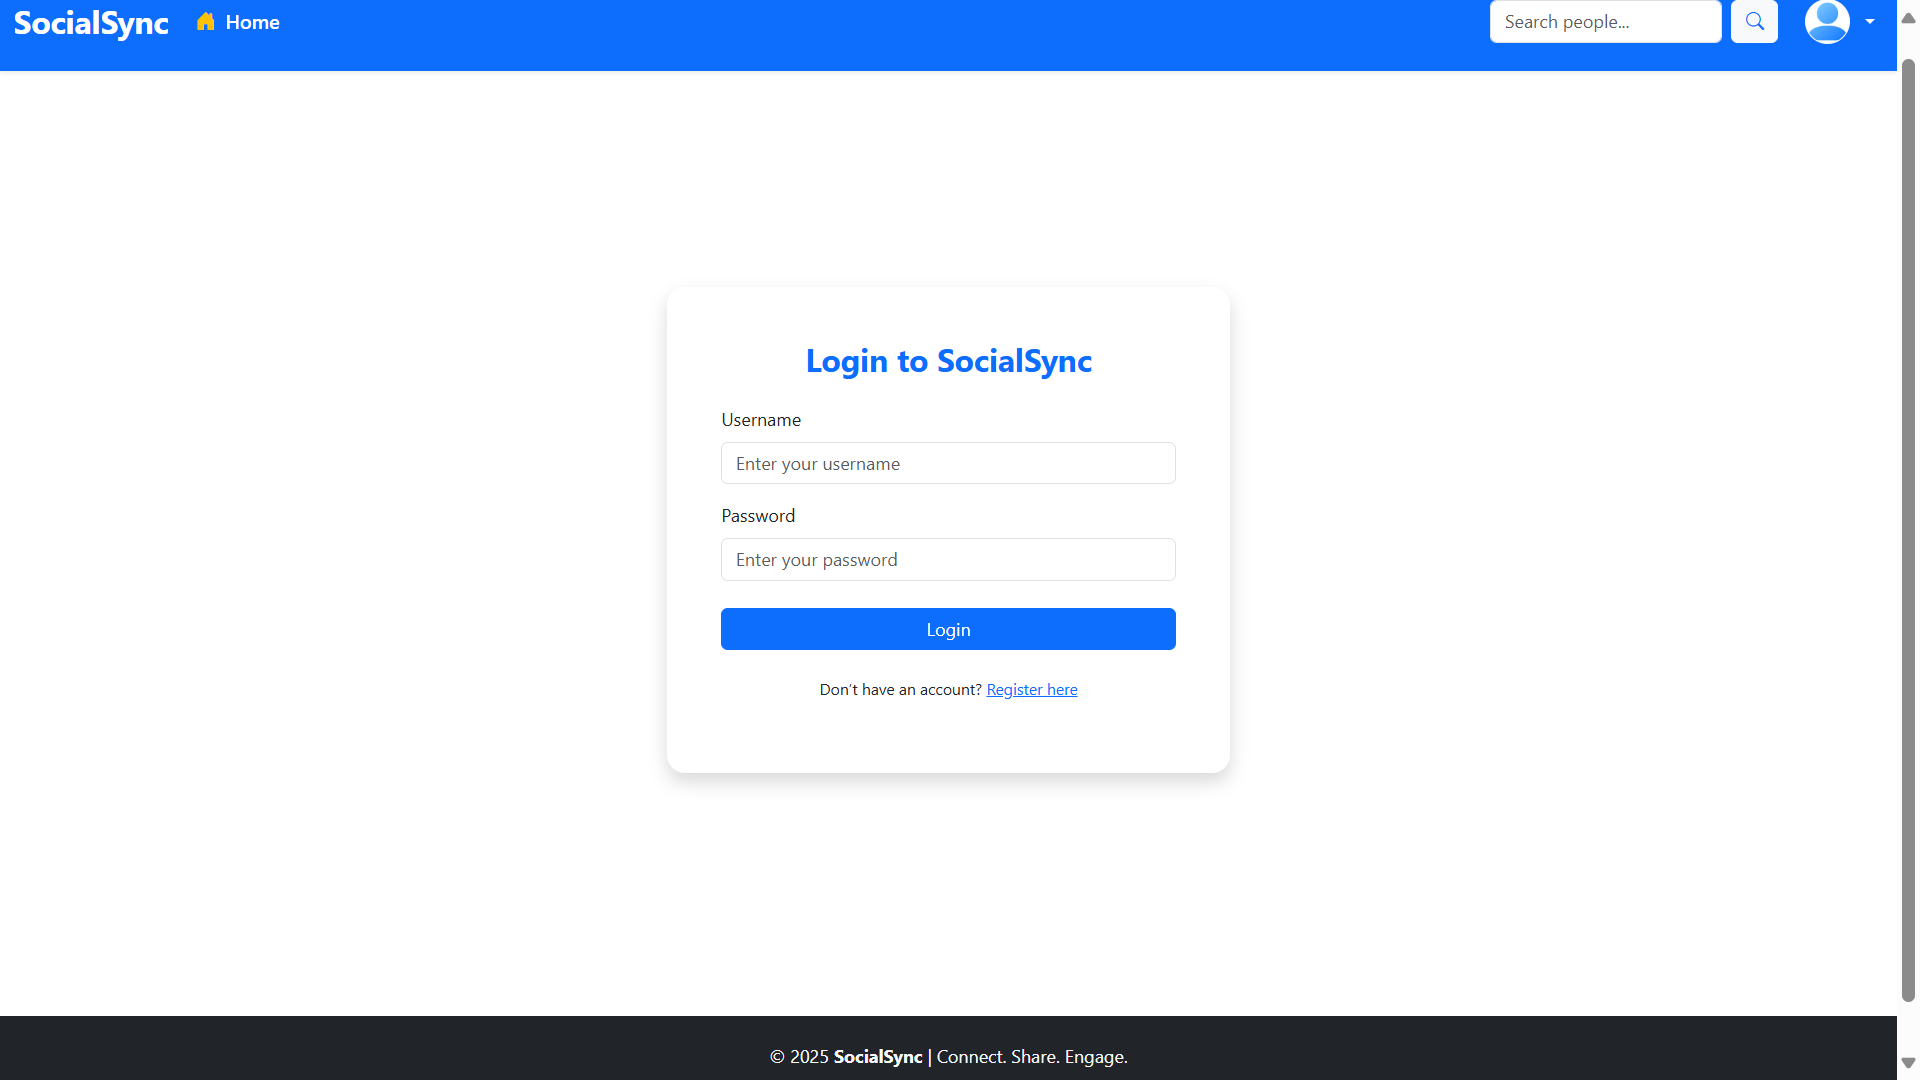 SocialSync
Home
Search people...
Login to SocialSync
Username
Enter your username
Password
Enter your password
Login
Don't have an account? Register here
© 2025 SocialSync | Connect. Share. Engage.